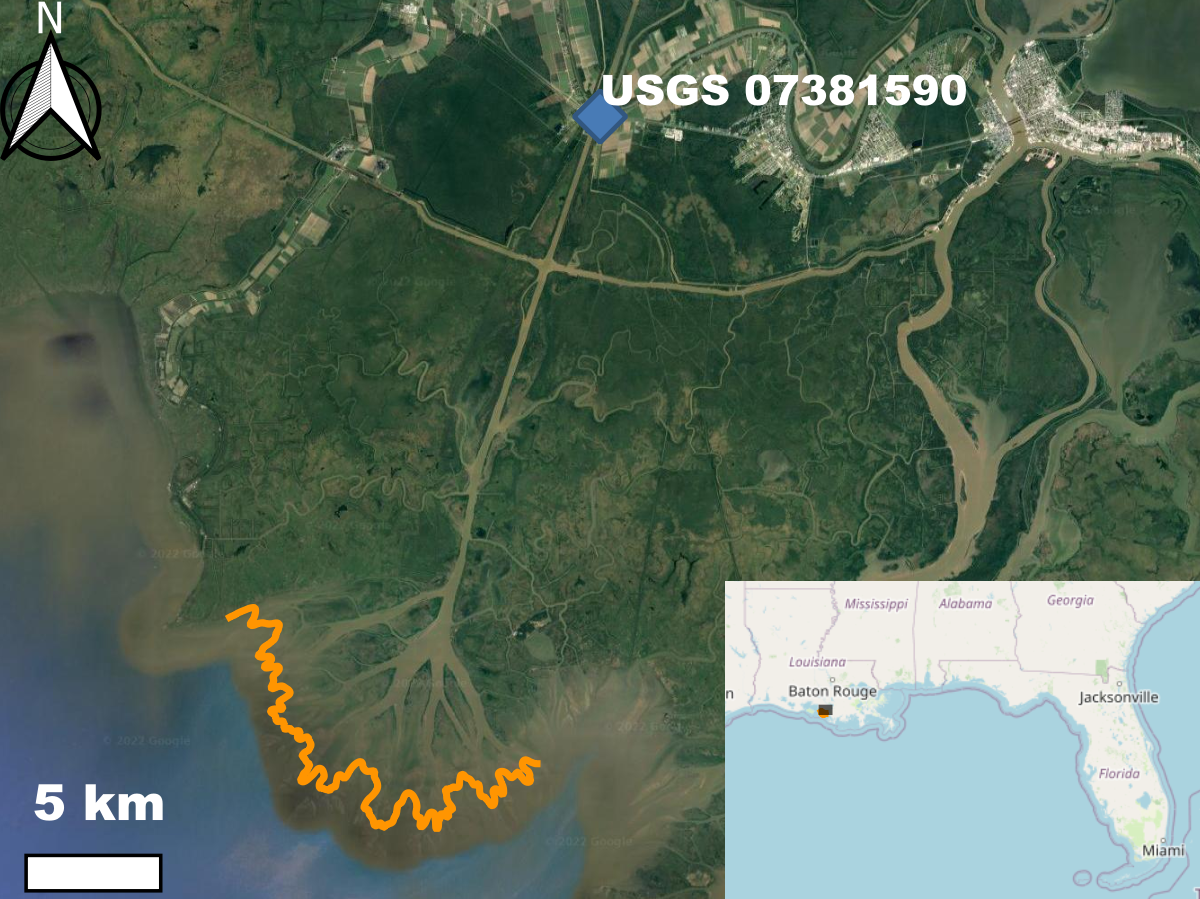 N
USGS 07381590
© 2022 Google
© 2022 Google
5 km
© 2022 Google
Mississippi
Alabama
Georgia
Louisiana
n
Baton Rouge
Jacksonville
Florida
Miami